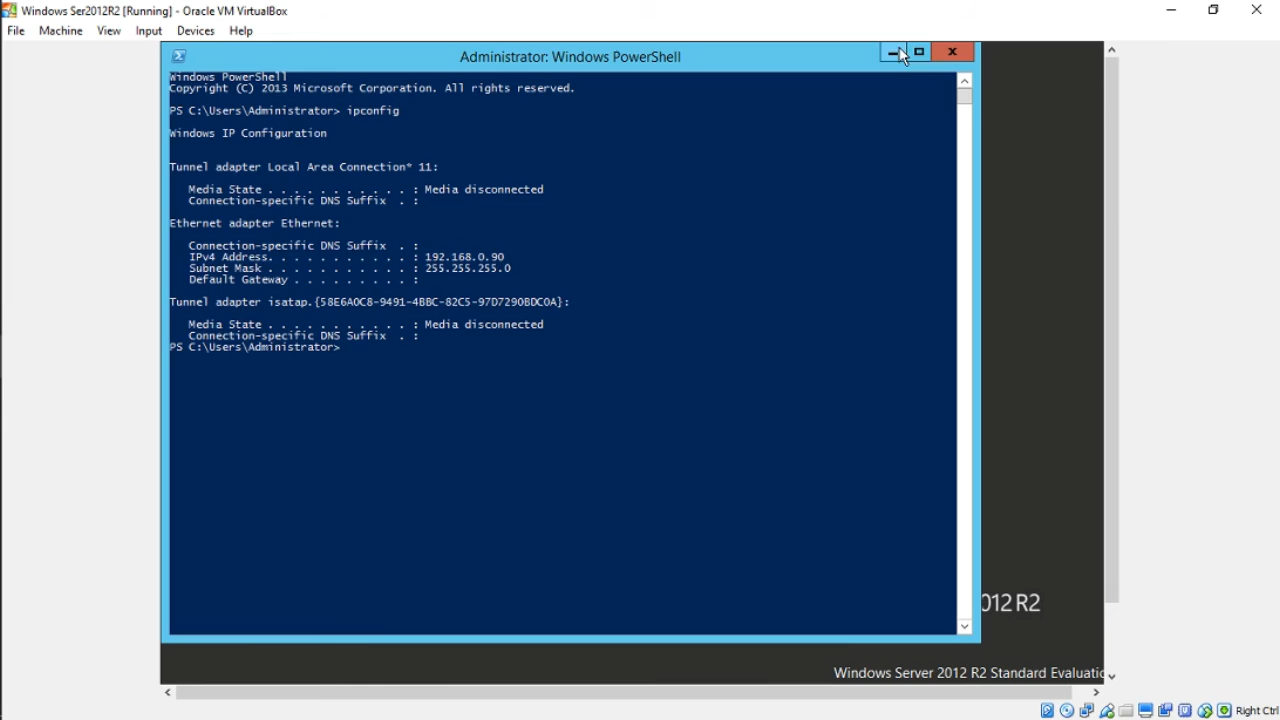 Windows Ser2012R2 [Running] - Oracle VM VirtualBox
File Machine View Input Devices Help
Administrator: Windows PowerShell
Windows PowerShell
Copyright (C) 2013 Microsoft Corporation. All rights reserved.
PS C:\Users\Administrator> ipconfig
Windows IP Configuration
Tunnel adapter Local Area Connection* 11:
Media State . . . . . . . . . . . : Media disconnected
Connection-specific DNS Suffix . :
Ethernet adapter Ethernet:
Connection-specific DNS Suffix . :
IPv4 Address. . . . . . . . . . . : 192.168.0.90
Subnet Mask . . . . . . . . . . . : 255.255.255.0
Default Gateway . . . . . . . . . :
Tunnel adapter isatap.{58E6A0C8-9491-4BBC-82C5-97D7290BDC0A}:
Media State . . . . . . . . . . . : Media disconnected
Connection-specific DNS Suffix . :
PS C:\Users\Administrator>
012 R2
Windows Server 2012 R2 Standard Evaluatio
Right Ctrl